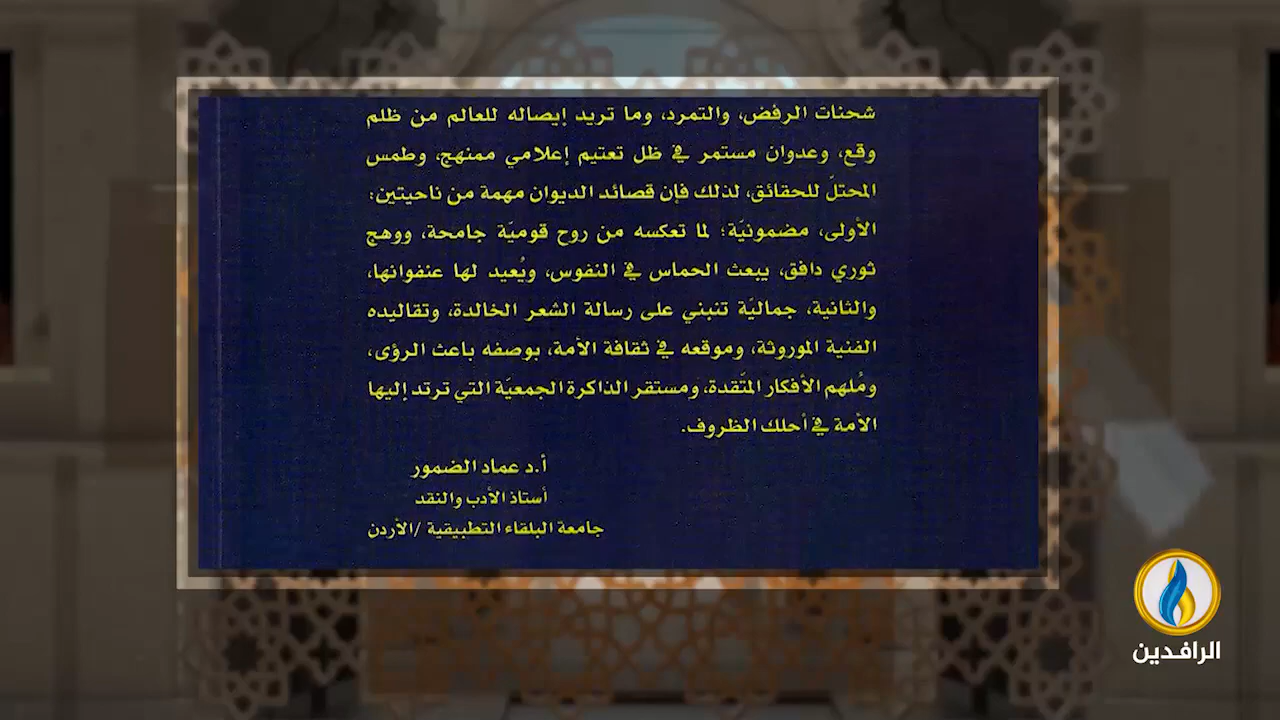 شحنات الرفض، والتمرد، وما تريد إيصاله للعالم من ظلم
وقع، وعدوان مستمر في ظل تعتيم إعلامي ممنهج، وطمس
المحتلّ للحقائق، لذلك فإن قصائد الديوان مهمة من ناحيتين:
الأولى، مضمونيّة؛ لما تعكسه من روح قوميّة جامحة، ووهج
ثوري دافق، يبعث الحماس في النفوس، ويُعيد لها عنفوانها،
والثانية، جماليّة تنبني على رسالة الشعر الخالدة، وتقاليده
الفنية الموروثة، وموقعه في ثقافة الأمة، بوصفه باعث الرؤى،
ومُلهم الأفكار المتّقدة، ومستقر الذاكرة الجمعيّة التي ترتد إليها
الأمة في أحلك الظروف.
أ.د عماد الضمور
أستاذ الأدب والنقد
جامعة البلقاء التطبيقية /الأردن
الرافدين